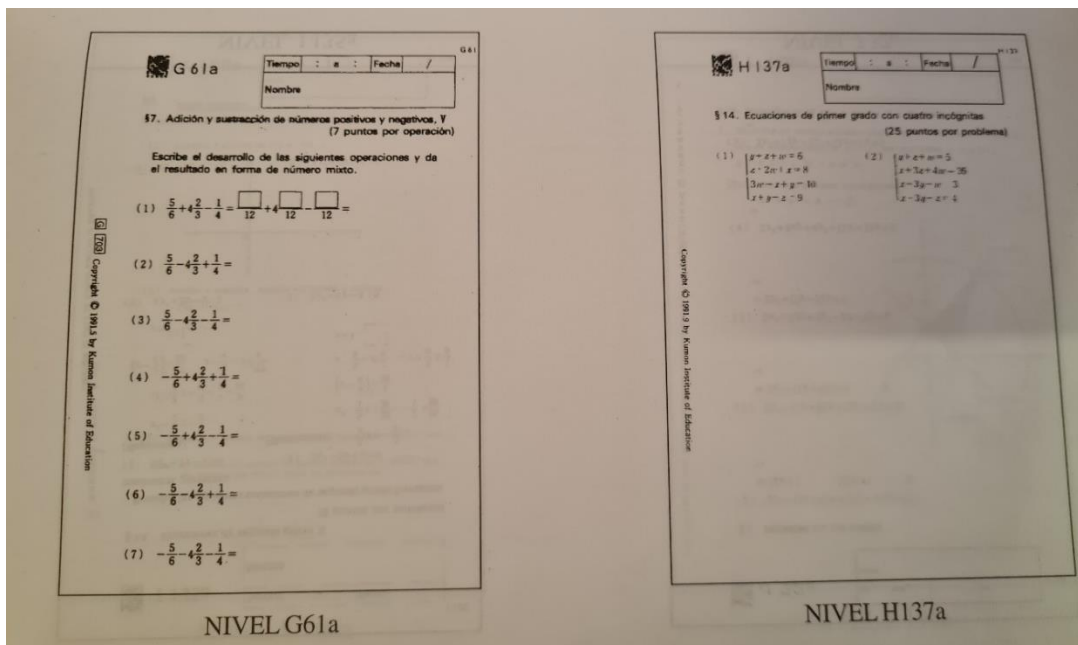 G 61
G 61a
Tiempo : a : Fecha /
Nombre
§7. Adición y sustracción de números positivos y negativos, V
(7 puntos por operación)
Escribe el desarrollo de las siguientes operaciones y da
el resultado en forma de número mixto.
(1) 5/6 + 4 2/3 - 1/4 = □/12 + 4 □/12 - □/12 =
(2) 5/6 - 4 2/3 + 1/4 =
(3) 5/6 - 4 2/3 - 1/4 =
(4) - 5/6 + 4 2/3 + 1/4 =
(5) - 5/6 + 4 2/3 - 1/4 =
(6) - 5/6 - 4 2/3 + 1/4 =
(7) - 5/6 - 4 2/3 - 1/4 =
G 703 Copyright © 1991.5 by Kumon Institute of Education
NIVEL G61a
H 137
H 137a
Tiempo : a : Fecha /
Nombre
§14. Ecuaciones de primer grado con cuatro incógnitas
(25 puntos por problema)
(1)
(2)
Copyright © 1991.9 by Kumon Institute of Education
NIVEL H137a